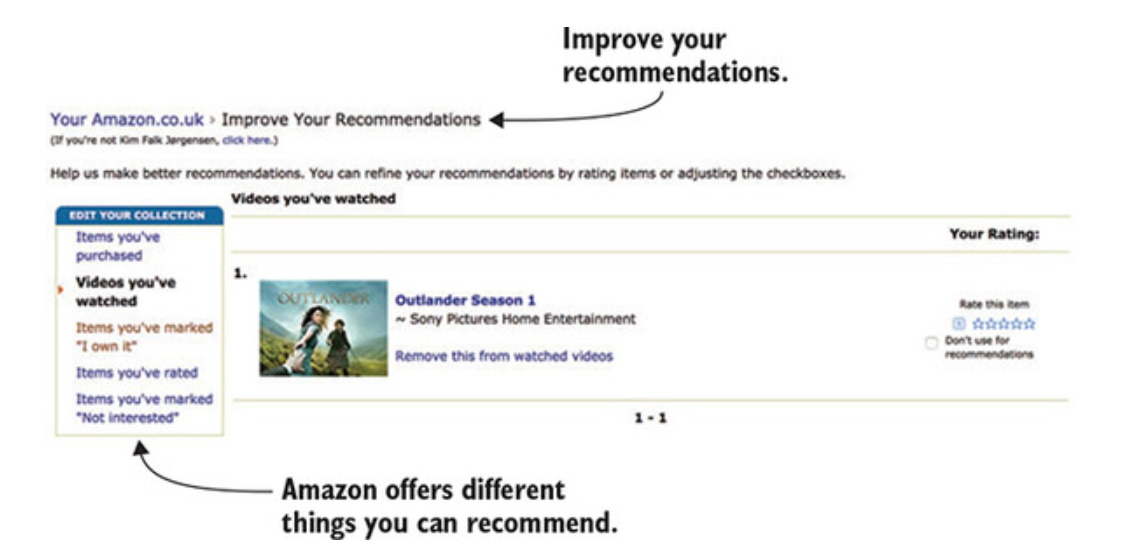 Improve your
recommendations.
Your Amazon.co.uk › Improve Your Recommendations
(If you're not Kim Falk Jørgensen, click here.)
Help us make better recommendations. You can refine your recommendations by rating items or adjusting the checkboxes.
EDIT YOUR COLLECTION
Items you've
purchased
Videos you've
watched
Items you've marked
"I own it"
Items you've rated
Items you've marked
"Not interested"
Videos you've watched
Your Rating:
1.
OUTLANDER
Outlander Season 1
~ Sony Pictures Home Entertainment
Remove this from watched videos
Rate this item
Don't use for
recommendations
1 - 1
Amazon offers different
things you can recommend.